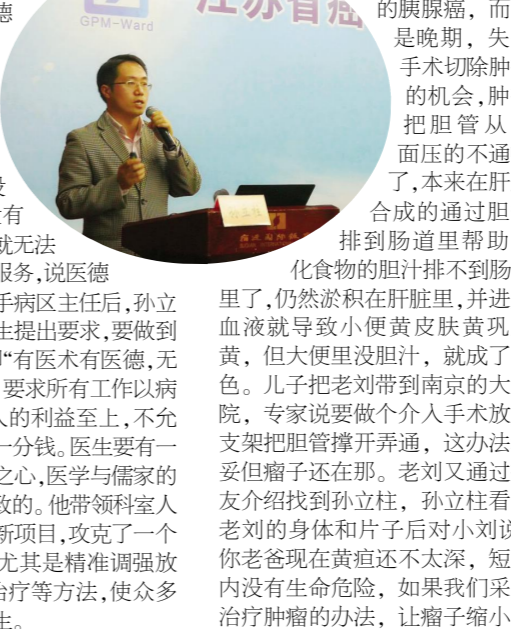 德
GPM-Ward
江苏省癌
没
有
就无法
服务,说医德
手病区主任后,孙立
生提出要求,要做到
“有医术有医德,无
要求所有工作以病
人的利益至上,不允
一分钱。医生要有一
之心,医学与儒家的
致的。他带领科室人
新项目,攻克了一个
尤其是精准调强放
治疗等方法,使众多
生。
的胰腺癌，而
是晚期，失
手术切除肿
的机会,肿
把胆管从
面压的不通
了,本来在肝
合成的通过胆
排到肠道里帮助
化食物的胆汁排不到肠
里了,仍然淤积在肝脏里,并进
血液就导致小便黄皮肤黄巩
黄，但大便里没胆汁，就成了
色。儿子把老刘带到南京的大
院，专家说要做个介入手术放
支架把胆管撑开弄通，这办法
妥但瘤子还在那。老刘又通过
友介绍找到孙立柱，孙立柱看
老刘的身体和片子后对小刘说
你老爸现在黄疸还不太深，短
内没有生命危险，如果我们采
治疗肿瘤的办法，让瘤子缩小